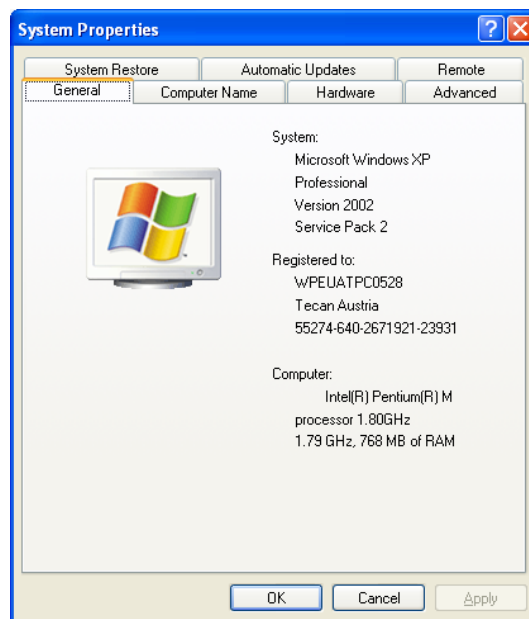 System Properties
System Restore Automatic Updates Remote
General Computer Name Hardware Advanced
System:
Microsoft Windows XP
Professional
Version 2002
Service Pack 2
Registered to:
WPEUATPC0528
Tecan Austria
55274-640-2671921-23931
Computer:
Intel(R) Pentium(R) M
processor 1.80GHz
1.79 GHz, 768 MB of RAM
OK Cancel Apply